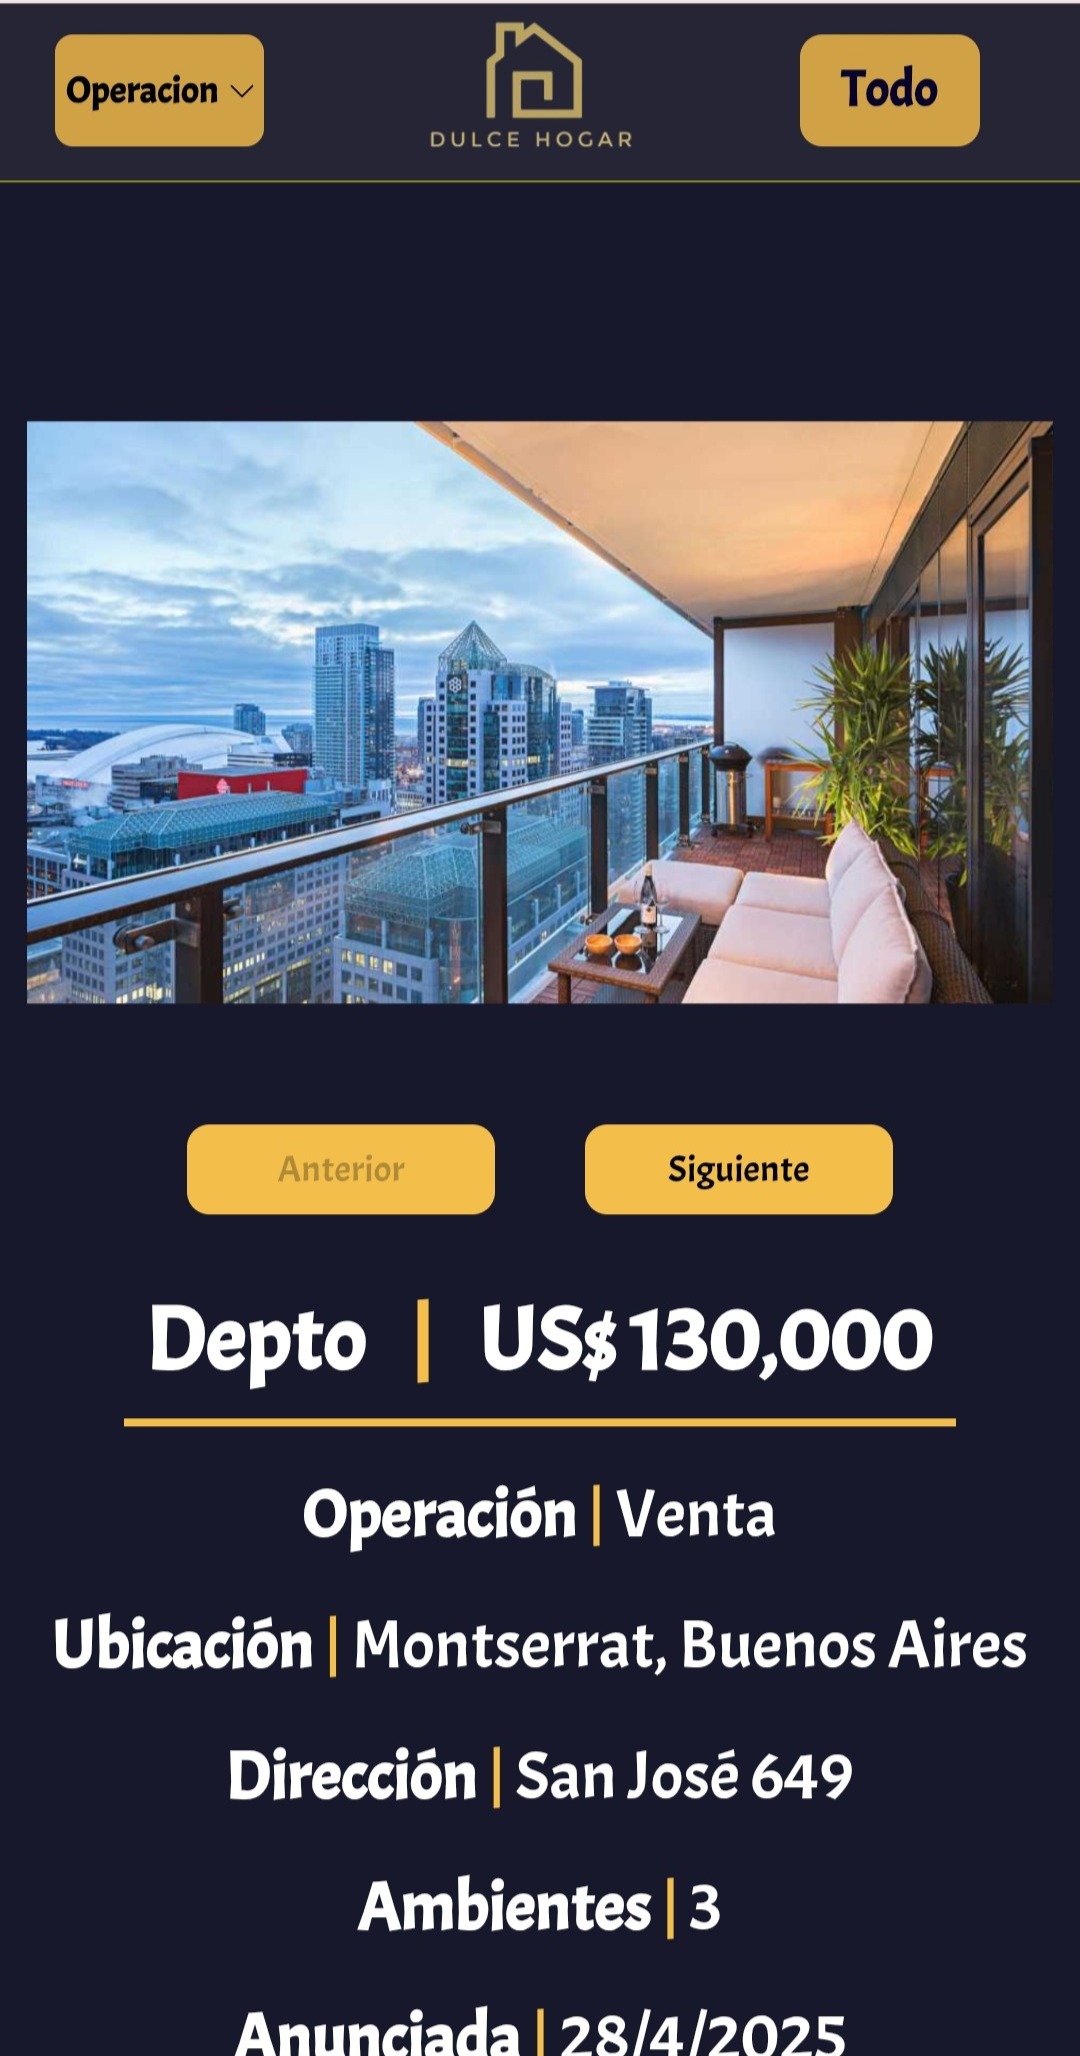 Operacion
DULCE HOGAR
Todo
Anterior
Siguiente
Depto | US$ 130,000
Operación | Venta
Ubicación | Montserrat, Buenos Aires
Dirección | San José 649
Ambientes | 3
Anunciada | 28/4/2025